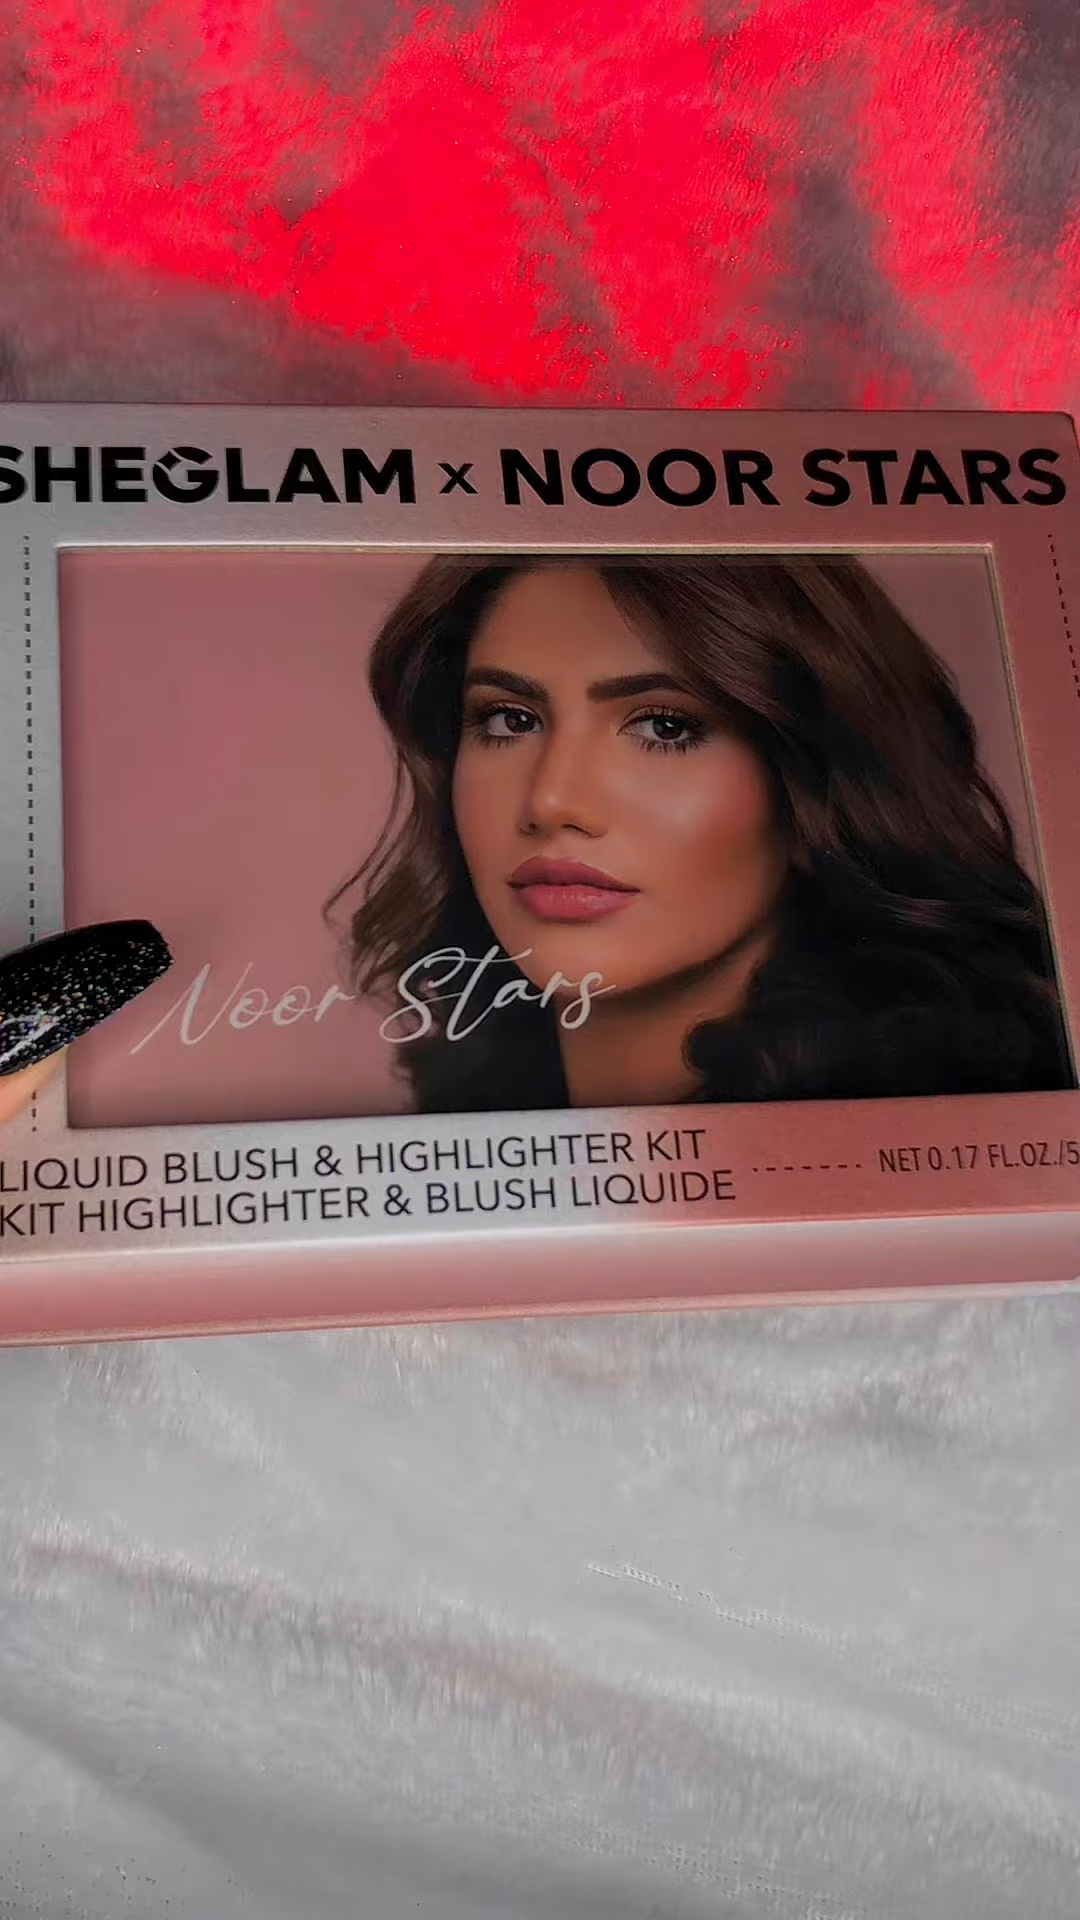 SHEGLAM x NOOR STARS
Noor Stars
LIQUID BLUSH & HIGHLIGHTER KIT
KIT HIGHLIGHTER & BLUSH LIQUIDE
NET 0.17 FL.OZ./5